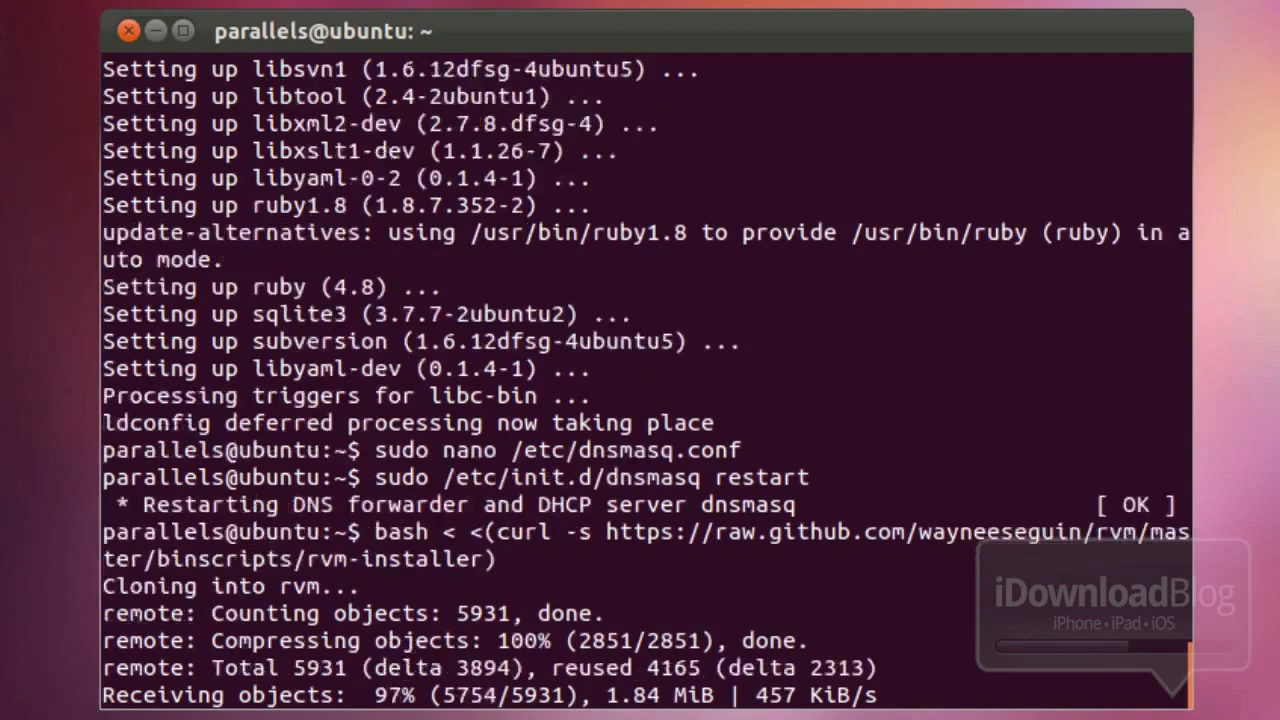 parallels@ubuntu: ~
Setting up libsvn1 (1.6.12dfsg-4ubuntu5) ...
Setting up libtool (2.4-2ubuntu1) ...
Setting up libxml2-dev (2.7.8.dfsg-4) ...
Setting up libxslt1-dev (1.1.26-7) ...
Setting up libyaml-0-2 (0.1.4-1) ...
Setting up ruby1.8 (1.8.7.352-2) ...
update-alternatives: using /usr/bin/ruby1.8 to provide /usr/bin/ruby (ruby) in a
uto mode.
Setting up ruby (4.8) ...
Setting up sqlite3 (3.7.7-2ubuntu2) ...
Setting up subversion (1.6.12dfsg-4ubuntu5) ...
Setting up libyaml-dev (0.1.4-1) ...
Processing triggers for libc-bin ...
ldconfig deferred processing now taking place
parallels@ubuntu:~$ sudo nano /etc/dnsmasq.conf
parallels@ubuntu:~$ sudo /etc/init.d/dnsmasq restart
 * Restarting DNS forwarder and DHCP server dnsmasq [ OK ]
parallels@ubuntu:~$ bash < <(curl -s https://raw.github.com/wayneeseguin/rvm/mas
ter/binscripts/rvm-installer)
Cloning into rvm...
remote: Counting objects: 5931, done.
remote: Compressing objects: 100% (2851/2851), done.
remote: Total 5931 (delta 3894), reused 4165 (delta 2313)
Receiving objects:  97% (5754/5931), 1.84 MiB | 457 KiB/s
iDownloadBlog
iPhone • iPad • iOS